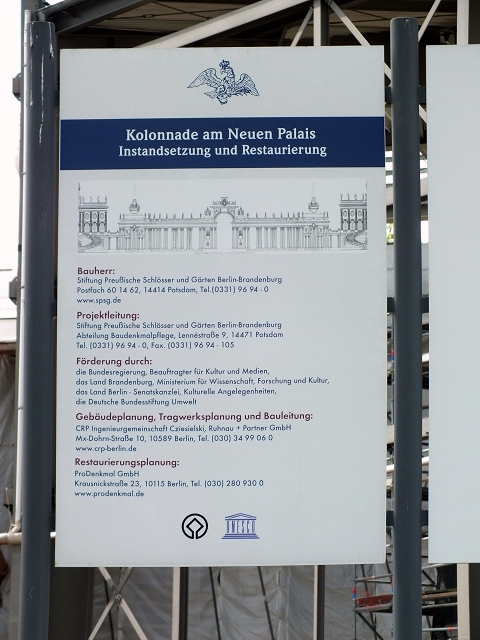 Kolonnade am Neuen Palais
Instandsetzung und Restaurierung
Bauherr:
Stiftung Preußische Schlösser und Gärten Berlin-Brandenburg
Postfach 60 14 62, 14414 Potsdam, Tel.(0331) 96 94 - 0
www.spsg.de
Projektleitung:
Stiftung Preußische Schlösser und Gärten Berlin-Brandenburg
Abteilung Baudenkmalpflege, Lennéstraße 9, 14471 Potsdam
Tel. (0331) 96 94 - 0, Fax. (0331) 96 94 - 105
Förderung durch:
die Bundesregierung, Beauftragter für Kultur und Medien,
das Land Brandenburg, Ministerium für Wissenschaft, Forschung und Kultur,
das Land Berlin - Senatskanzlei, Kulturelle Angelegenheiten,
die Deutsche Bundesstiftung Umwelt
Gebäudeplanung, Tragwerksplanung und Bauleitung:
CRP Ingenieurgemeinschaft Cziesielski, Ruhnau + Partner GmbH
Mx-Dohrn-Straße 10, 10589 Berlin, Tel. (030) 34 99 06 0
www.crp-berlin.de
Restaurierungsplanung:
ProDenkmal GmbH
Krausnickstraße 23, 10115 Berlin, Tel. (030) 280 930 0
www.prodenkmal.de
UNESCO